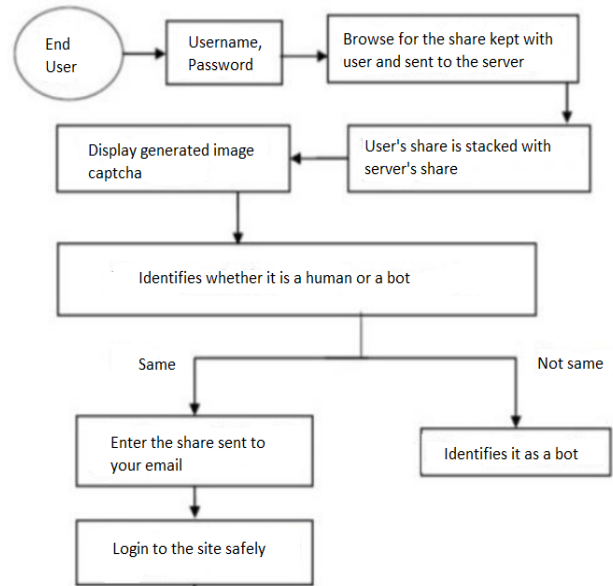 End
User
Username,
Password
Browse for the share kept with
user and sent to the server
User's share is stacked with
server's share
Display generated image
captcha
Identifies whether it is a human or a bot
Same
Not same
Enter the share sent to
your email
Identifies it as a bot
Login to the site safely